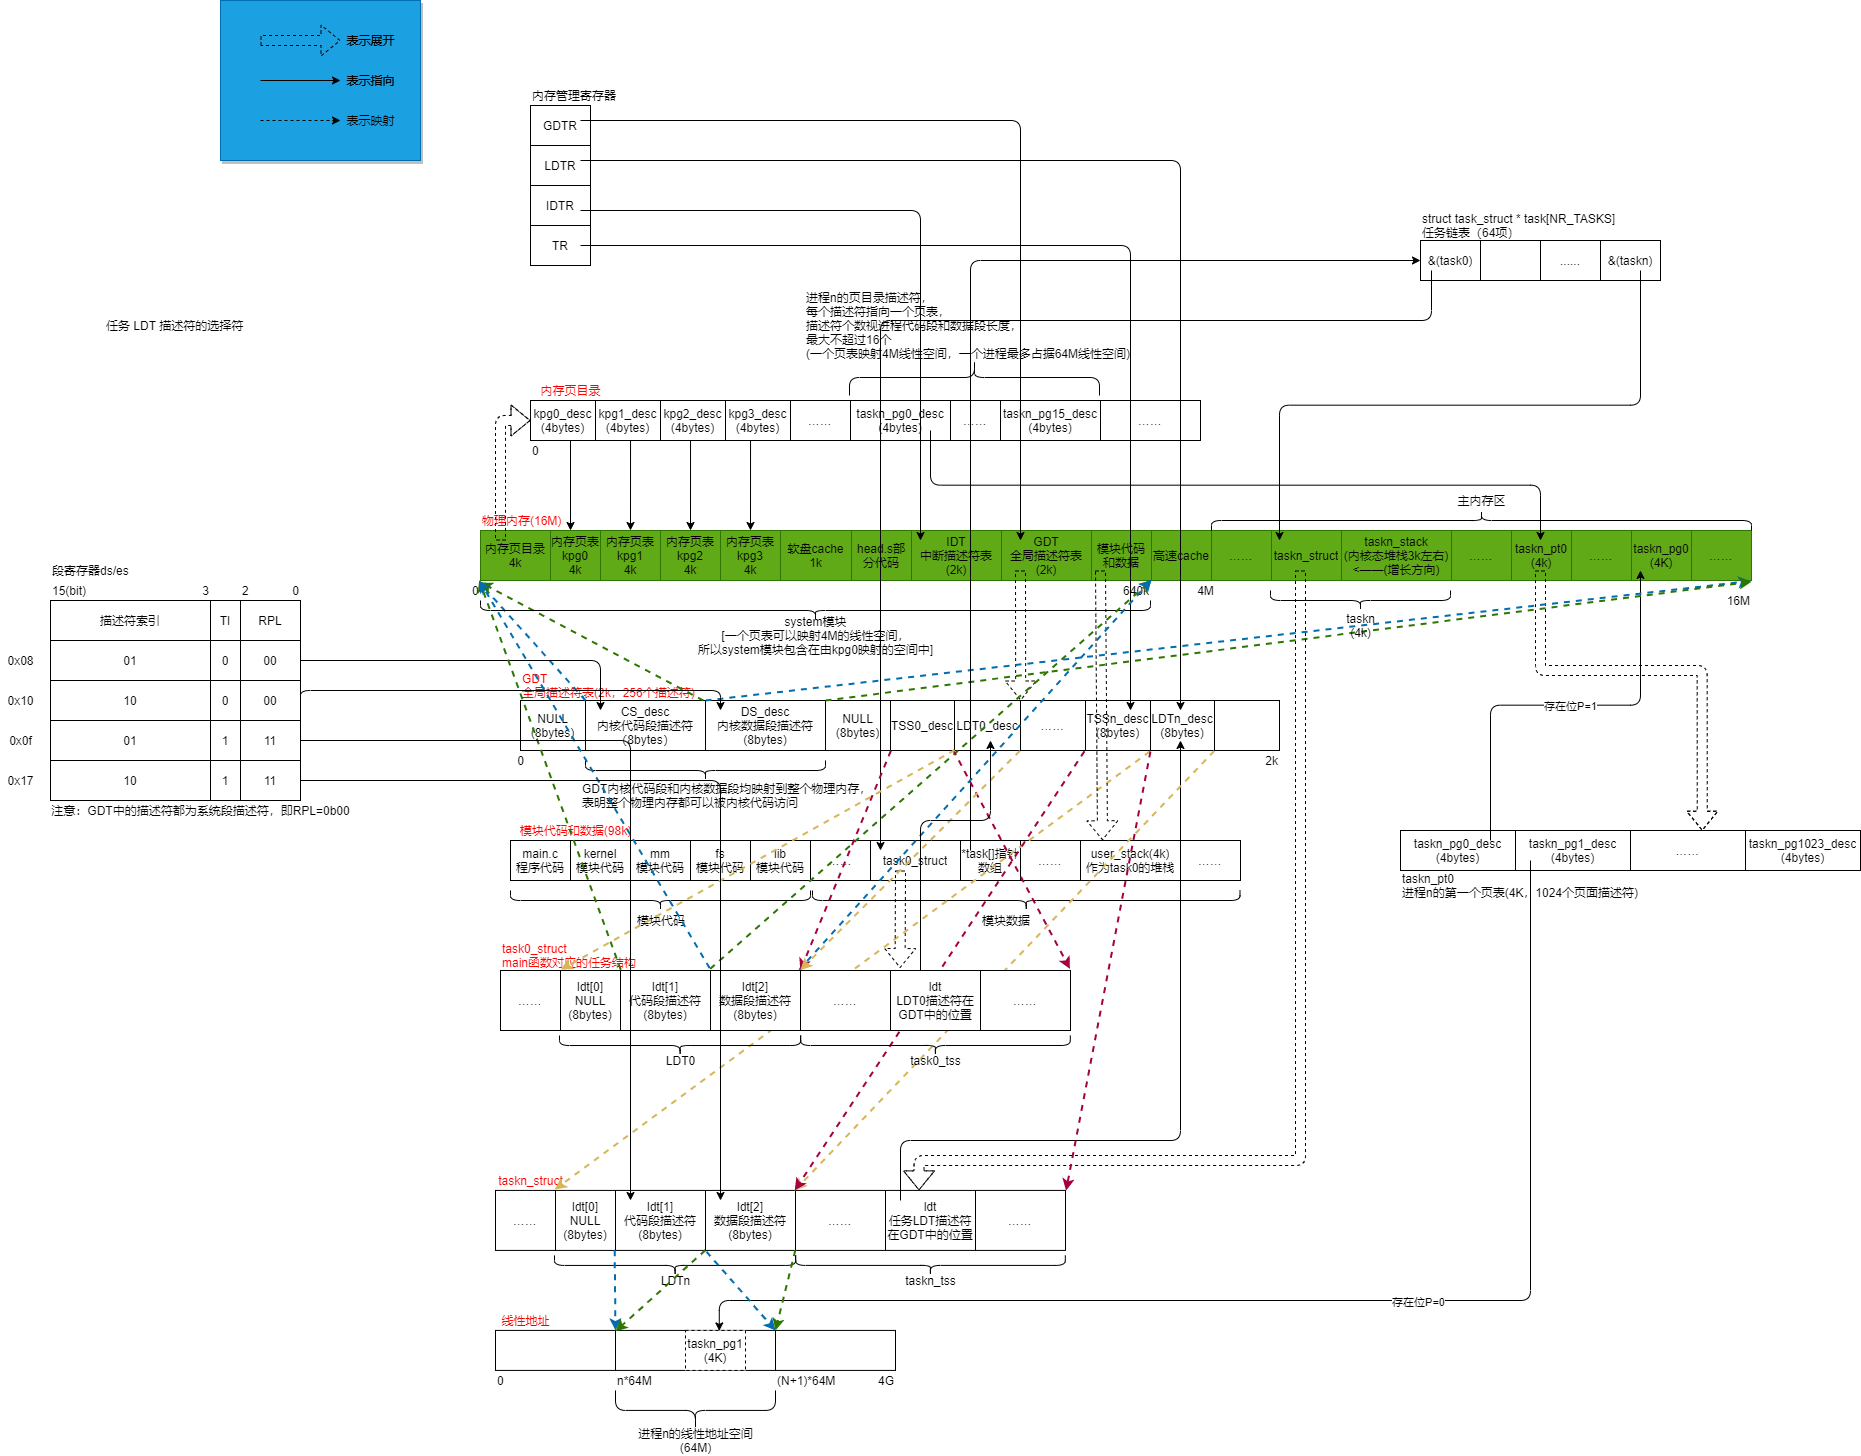 表示展开
表示指向
表示映射
内存管理寄存器
GDTR
LDTR
IDTR
TR
struct task_struct * task[NR_TASKS]
任务链表（64项）
&(task0)
......
&(taskn)
任务 LDT 描述符的选择符
进程n的页目录描述符，
每个描述符指向一个页表，
描述符个数视进程代码段和数据段长度，
最大不超过16个
(一个页表映射4M线性空间，一个进程最多占据64M线性空间)
内存页目录
kpg0_desc
(4bytes)
kpg1_desc
(4bytes)
kpg2_desc
(4bytes)
kpg3_desc
(4bytes)
……
taskn_pg0_desc
(4bytes)
……
taskn_pg15_desc
(4bytes)
……
0
主内存区
物理内存(16M)
内存页目录
4k
内存页表
kpg0
4k
内存页表
kpg1
4k
内存页表
kpg2
4k
内存页表
kpg3
4k
软盘cache
1k
head.s部
分代码
IDT
中断描述符表
(2k)
GDT
全局描述符表
(2k)
模块代码
和数据
高速cache
……
taskn_struct
taskn_stack
(内核态堆栈3k左右)
<——(增长方向)
……
taskn_pt0
(4k)
………
taskn_pg0
(4K)
……
0
640k
4M
16M
system模块
[一个页表可以映射4M的线性空间，
所以system模块包含在由kpg0映射的空间中]
taskn
(4k)
段寄存器ds/es
15(bit)
3
2
0
描述符索引
TI
RPL
0x08
01
0
00
0x10
10
0
00
0x0f
01
1
11
0x17
10
1
11
注意：GDT中的描述符都为系统段描述符，即RPL=0b00
GDT
全局描述符表(2k，256个描述符)
NULL
(8bytes)
CS_desc
内核代码段描述符
(8bytes)
DS_desc
内核数据段描述符
(8bytes)
NULL
(8bytes)
TSS0_desc
LDT0_desc
……
TSSn_desc
(8bytes)
LDTn_desc
(8bytes)
0
2k
存在位P=1
GDT内核代码段和内核数据段均映射到整个物理内存，
表明整个物理内存都可以被内核代码访问
模块代码和数据(98k)
main.c
程序代码
kernel
模块代码
mm
模块代码
fs
模块代码
lib
模块代码
task0_struct
*task[]指针
数组
……
user_stack(4k)
作为task0的堆栈
……
模块代码
模块数据
taskn_pg0_desc
(4bytes)
taskn_pg1_desc
(4bytes)
……
taskn_pg1023_desc
(4bytes)
taskn_pt0
进程n的第一个页表(4K，1024个页面描述符)
task0_struct
main函数对应的任务结构
……
ldt[0]
NULL
(8bytes)
ldt[1]
代码段描述符
(8bytes)
ldt[2]
数据段描述符
(8bytes)
……
ldt
LDT0描述符在
GDT中的位置
……
LDT0
task0_tss
taskn_struct
……
ldt[0]
NULL
(8bytes)
ldt[1]
代码段描述符
(8bytes)
ldt[2]
数据段描述符
(8bytes)
……
ldt
任务LDT描述符
在GDT中的位置
……
LDTn
taskn_tss
存在位P=0
线性地址
taskn_pg1
(4K)
0
n*64M
(N+1)*64M
4G
进程n的线性地址空间
(64M)